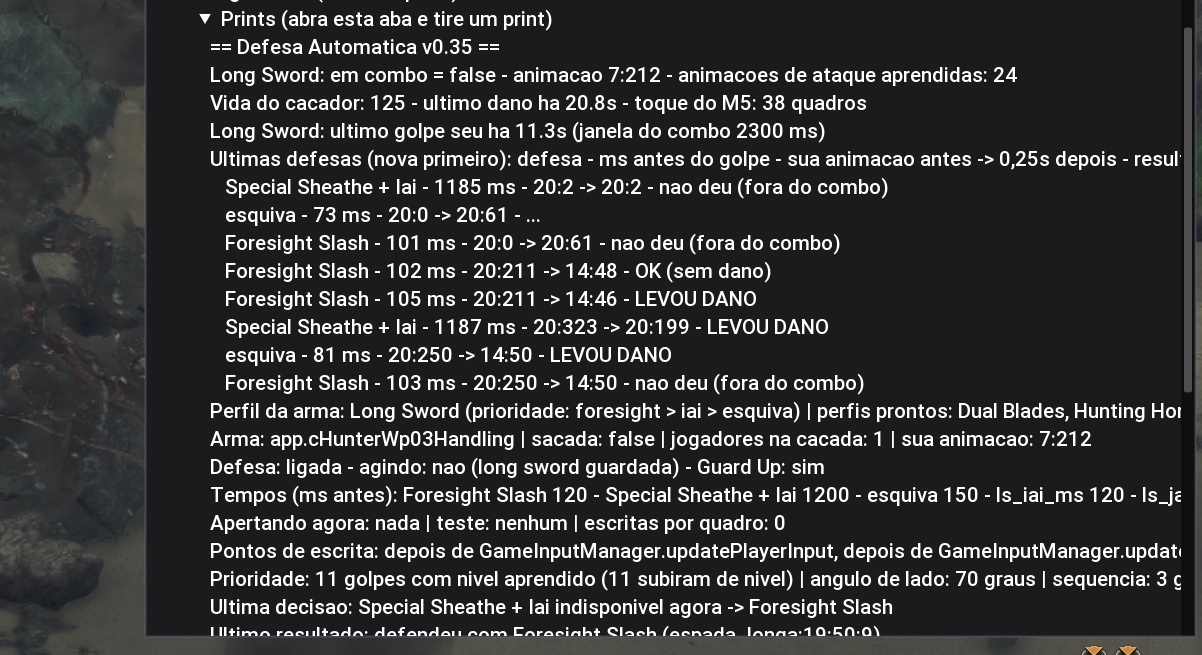 ▼ Prints (abra esta aba e tire um print)
== Defesa Automatica v0.35 ==
Long Sword: em combo = false - animacao 7:212 - animacoes de ataque aprendidas: 24
Vida do cacador: 125 - ultimo dano ha 20.8s - toque do M5: 38 quadros
Long Sword: ultimo golpe seu ha 11.3s (janela do combo 2300 ms)
Ultimas defesas (nova primeiro): defesa - ms antes do golpe - sua animacao antes -> 0,25s depois - resul
Special Sheathe + Iai - 1185 ms - 20:2 -> 20:2 - nao deu (fora do combo)
esquiva - 73 ms - 20:0 -> 20:61 - ...
Foresight Slash - 101 ms - 20:0 -> 20:61 - nao deu (fora do combo)
Foresight Slash - 102 ms - 20:211 -> 14:48 - OK (sem dano)
Foresight Slash - 105 ms - 20:211 -> 14:46 - LEVOU DANO
Special Sheathe + Iai - 1187 ms - 20:323 -> 20:199 - LEVOU DANO
esquiva - 81 ms - 20:250 -> 14:50 - LEVOU DANO
Foresight Slash - 103 ms - 20:250 -> 14:50 - nao deu (fora do combo)
Perfil da arma: Long Sword (prioridade: foresight > iai > esquiva) | perfis prontos: Dual Blades, Hunting Hor
Arma: app.cHunterWp03Handling | sacada: false | jogadores na cacada: 1 | sua animacao: 7:212
Defesa: ligada - agindo: nao (long sword guardada) - Guard Up: sim
Tempos (ms antes): Foresight Slash 120 - Special Sheathe + Iai 1200 - esquiva 150 - ls_iai_ms 120 - ls_ja
Apertando agora: nada | teste: nenhum | escritas por quadro: 0
Pontos de escrita: depois de GameInputManager.updatePlayerInput, depois de GameInputManager.update
Prioridade: 11 golpes com nivel aprendido (11 subiram de nivel) | angulo de lado: 70 graus | sequencia: 3 g
Ultima decisao: Special Sheathe + Iai indisponivel agora -> Foresight Slash
Ultimo resultado: defendeu com Foresight Slash (espada_longa:19:50:9)